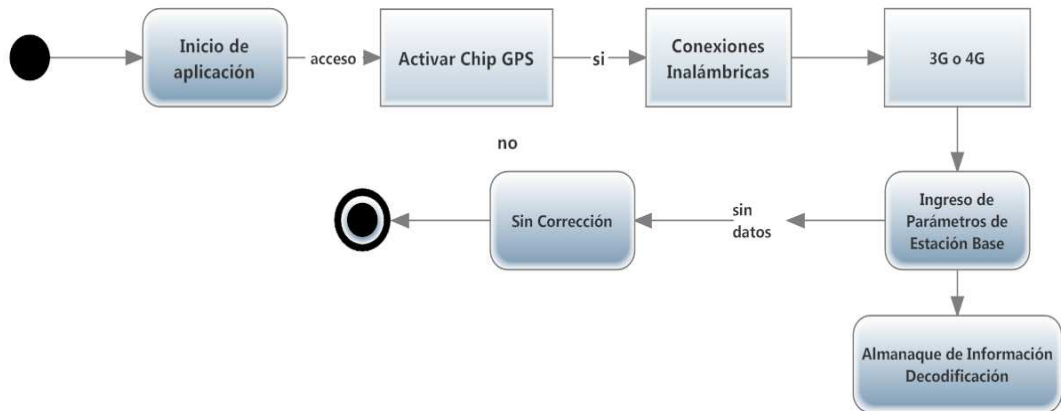 Inicio de
aplicación
acceso
Activar Chip GPS
si
Conexiones
Inalámbricas
3G o 4G
no
Ingreso de
Parámetros de
Estación Base
sin
datos
Sin Corrección
Almanaque de Información
Decodificación